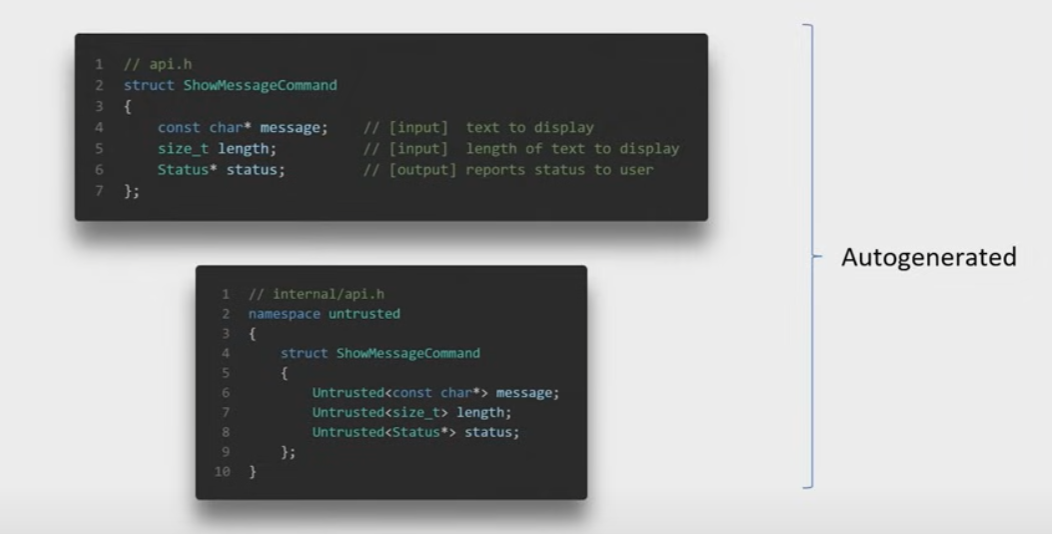 1 // api.h
2 struct ShowMessageCommand
3 {
4     const char* message;    // [input]  text to display
5     size_t length;          // [input]  length of text to display
6     Status* status;         // [output] reports status to user
7 };
Autogenerated
1 // internal/api.h
2 namespace untrusted
3 {
4     struct ShowMessageCommand
5     {
6         Untrusted<const char*> message;
7         Untrusted<size_t> length;
8         Untrusted<Status*> status;
9     };
10 }